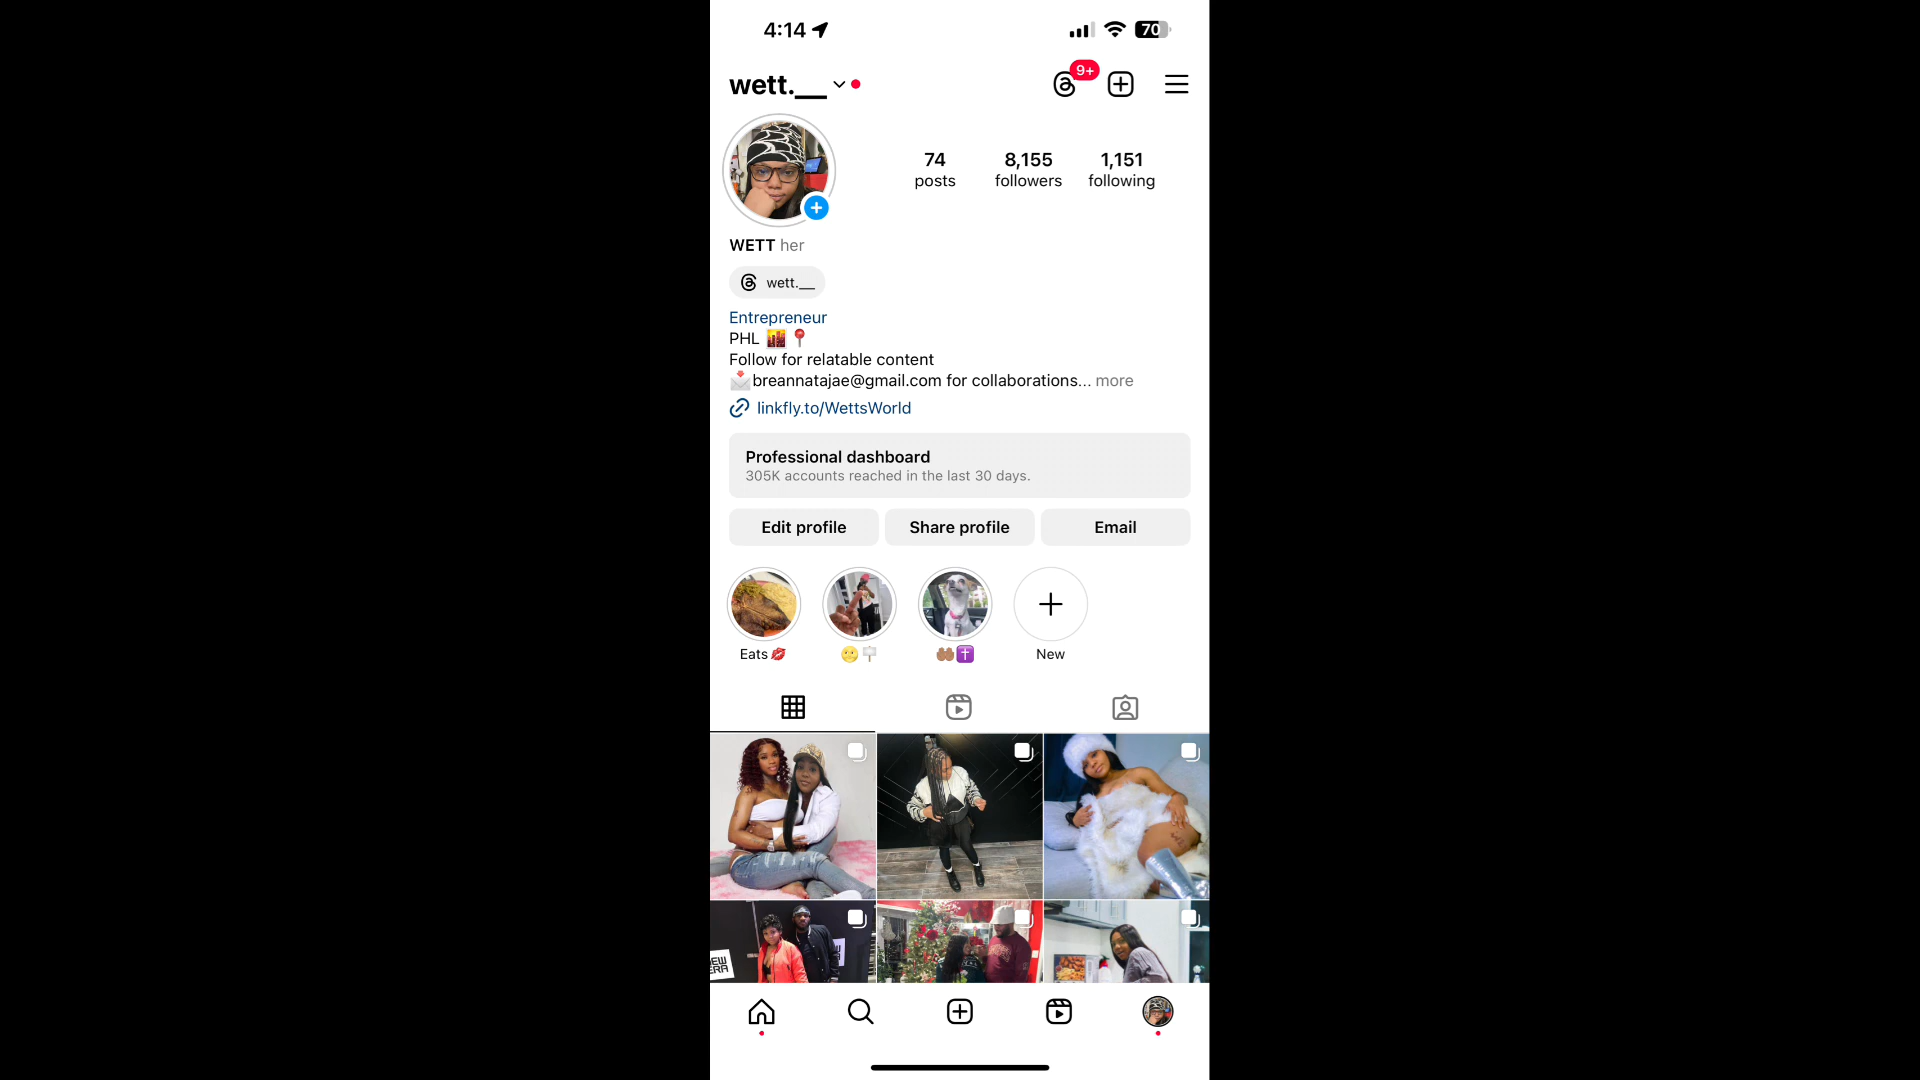 4:14
70
wett.__
9+
74
posts
8,155
followers
1,151
following
WETT her
wett.__
Entrepreneur
PHL 🌇📍
Follow for relatable content
📩breannatajae@gmail.com for collaborations... more
linkfly.to/WettsWorld
Professional dashboard
305K accounts reached in the last 30 days.
Edit profile
Share profile
Email
Eats💋
New
NEW
ERA